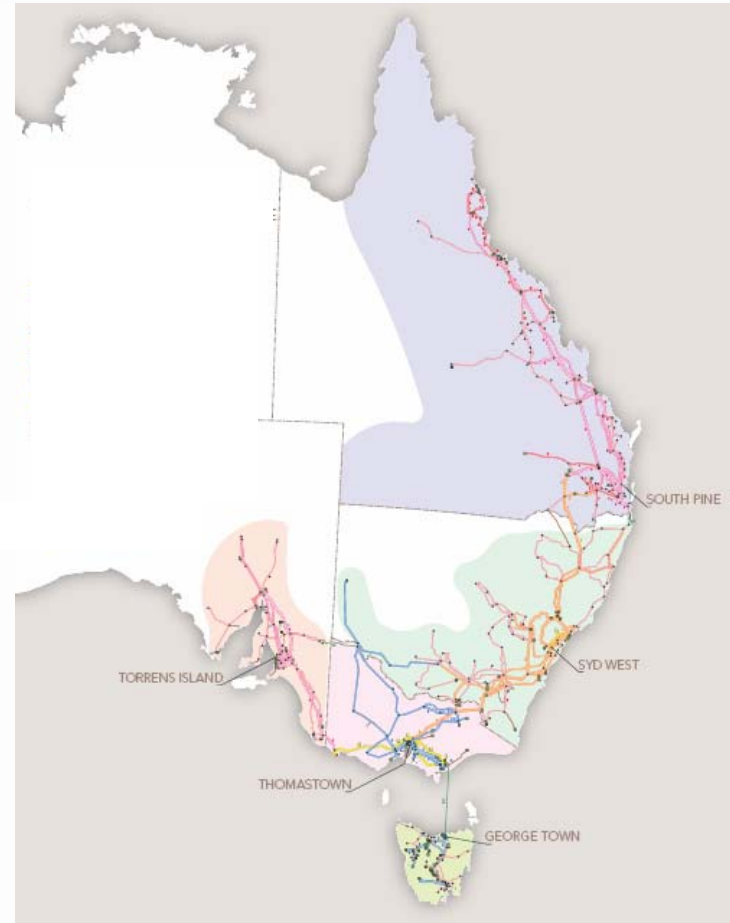 SOUTH PINE
SYD WEST
TORRENS ISLAND
THOMASTOWN
GEORGE TOWN